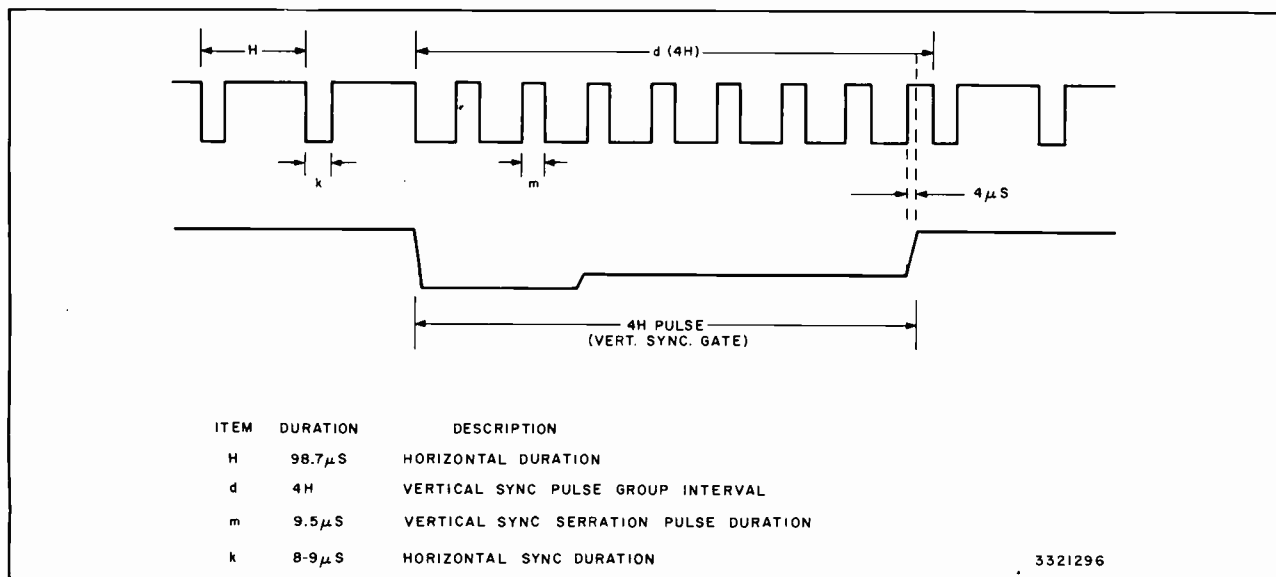 H
d (4H)
k
m
4μS
4H PULSE
(VERT. SYNC. GATE)
ITEM DURATION DESCRIPTION
H 98.7μS HORIZONTAL DURATION
d 4H VERTICAL SYNC PULSE GROUP INTERVAL
m 9.5μS VERTICAL SYNC SERRATION PULSE DURATION
k 8-9μS HORIZONTAL SYNC DURATION
3321296